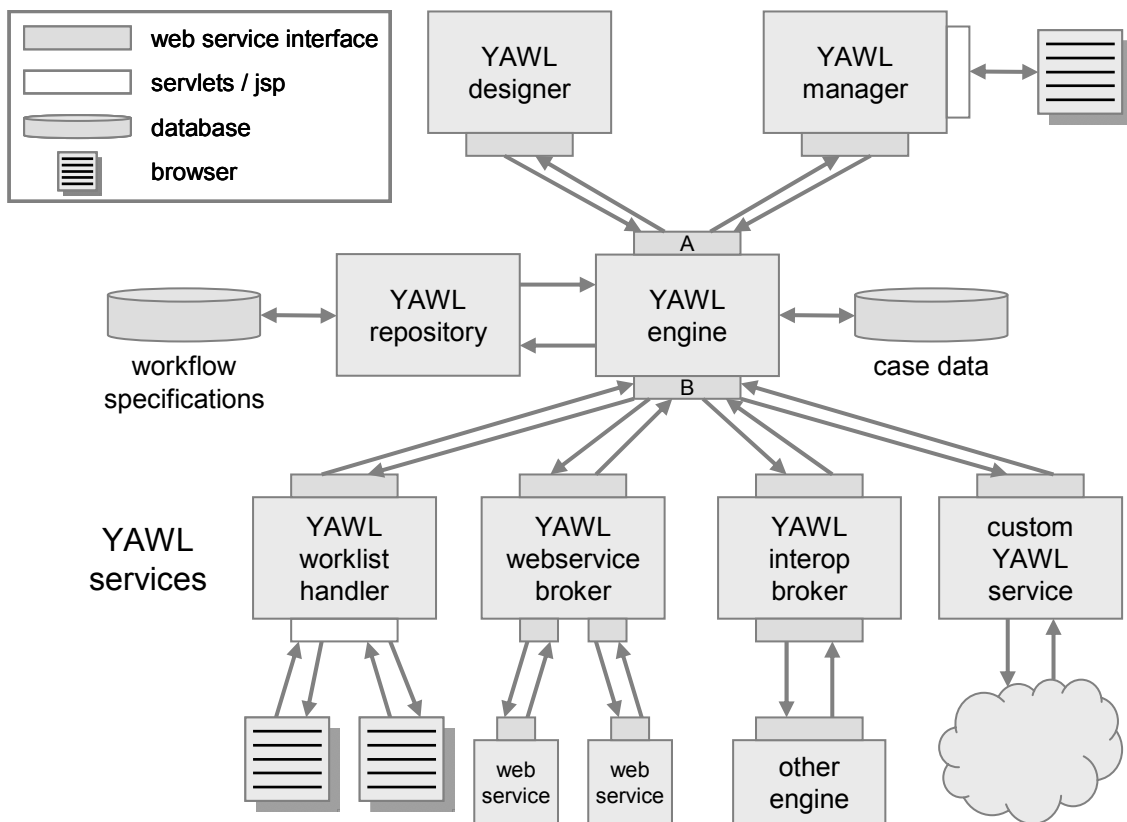 web service interface
servlets / jsp
database
browser
YAWL
designer
YAWL
manager
A
YAWL
repository
YAWL
engine
workflow
specifications
case data
B
YAWL
services
YAWL
worklist
handler
YAWL
webservice
broker
YAWL
interop
broker
custom
YAWL
service
web
service
web
service
other
engine